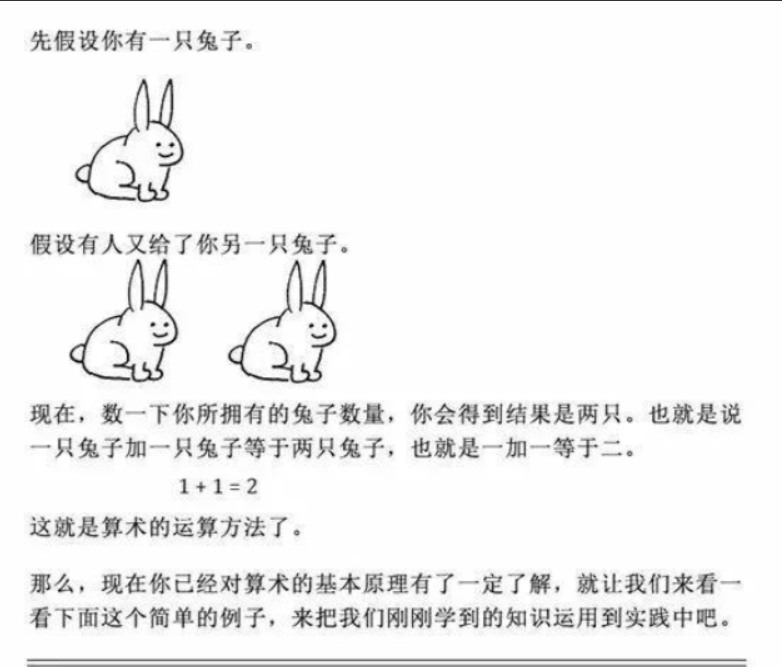 先假设你有一只兔子。
假设有人又给了你另一只兔子。
现在，数一下你所拥有的兔子数量，你会得到结果是两只。也就是说
一只兔子加一只兔子等于两只兔子，也就是一加一等于二。
1 + 1 = 2
这就是算术的运算方法了。
那么，现在你已经对算术的基本原理有了一定了解，就让我们来看一
看下面这个简单的例子，来把我们刚刚学到的知识运用到实践中吧。